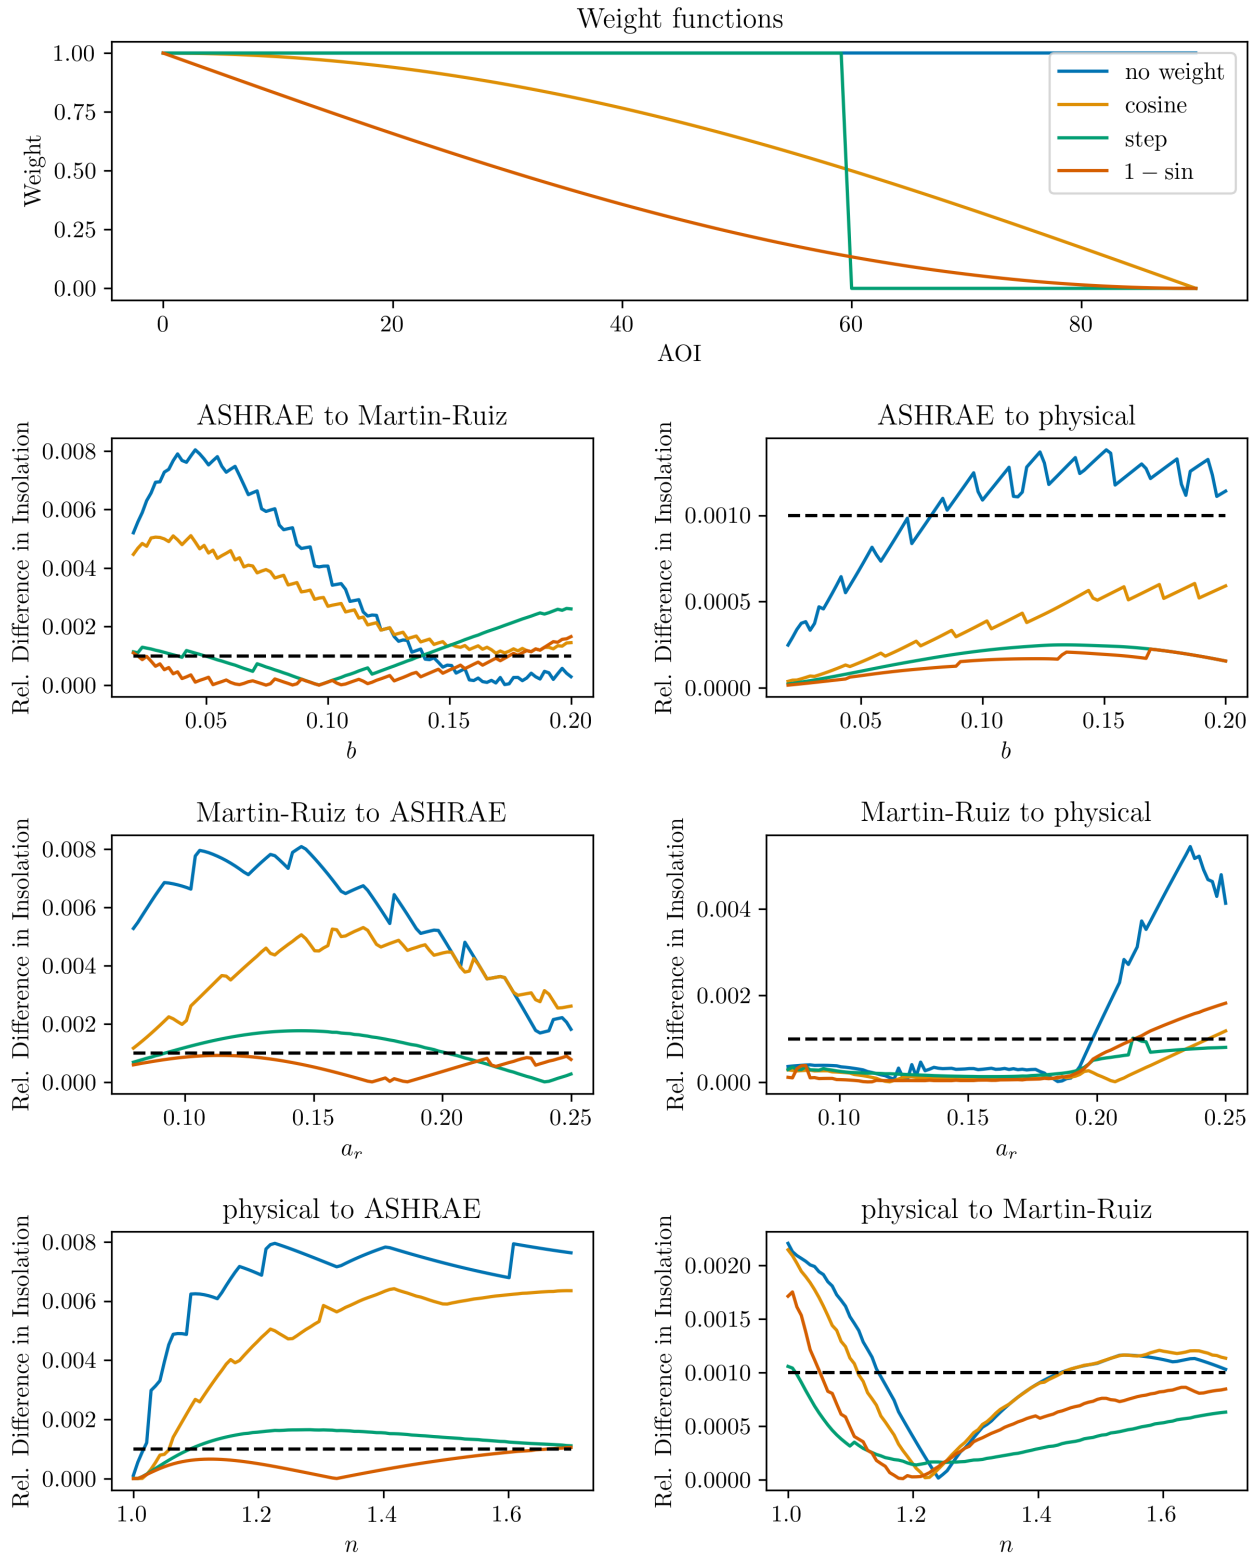 Weight functions
1.00
0.75
0.50
0.25
0.00
Weight
no weight
cosine
step
1 − sin
0 20 40 60 80
AOI
ASHRAE to Martin-Ruiz
Rel. Difference in Insolation
0.008
0.006
0.004
0.002
0.000
0.05 0.10 0.15 0.20
b
ASHRAE to physical
Rel. Difference in Insolation
0.0010
0.0005
0.0000
0.05 0.10 0.15 0.20
b
Martin-Ruiz to ASHRAE
Rel. Difference in Insolation
0.008
0.006
0.004
0.002
0.000
0.10 0.15 0.20 0.25
a_r
Martin-Ruiz to physical
Rel. Difference in Insolation
0.004
0.002
0.000
0.10 0.15 0.20 0.25
a_r
physical to ASHRAE
Rel. Difference in Insolation
0.008
0.006
0.004
0.002
0.000
1.0 1.2 1.4 1.6
n
physical to Martin-Ruiz
Rel. Difference in Insolation
0.0020
0.0015
0.0010
0.0005
0.0000
1.0 1.2 1.4 1.6
n